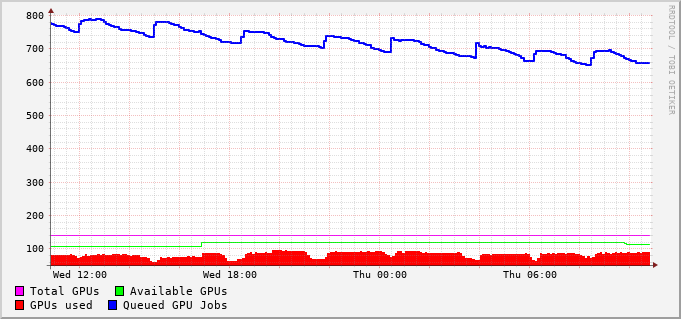 800
700
600
500
400
300
200
100
Wed 12:00 Wed 18:00 Thu 00:00 Thu 06:00
Total GPUs Available GPUs
GPUs used Queued GPU Jobs
RRDTOOL / TOBI OETIKER